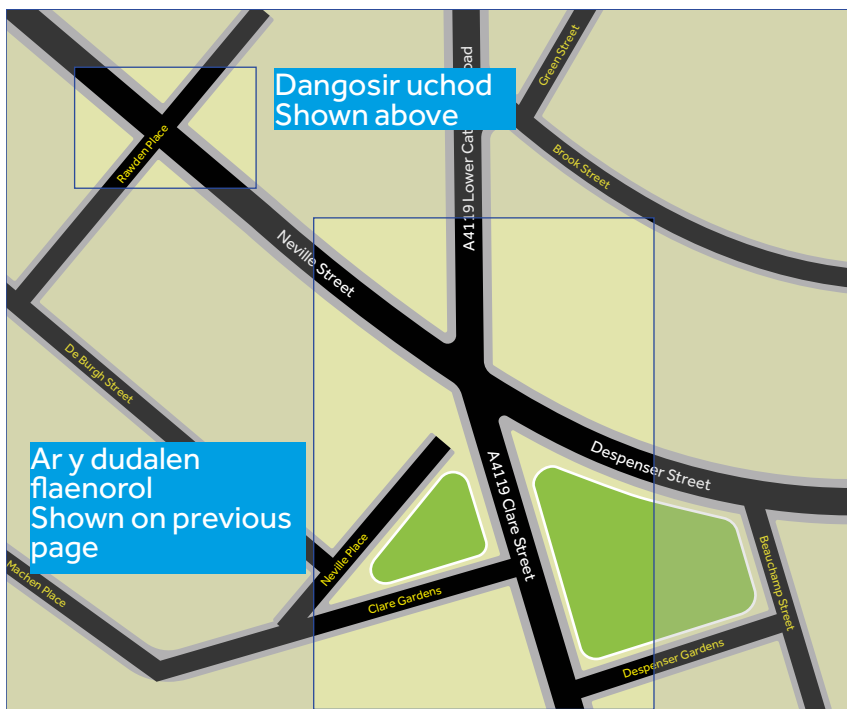 Dangosir uchod
Shown above
A4119 Lower Cat
oad
Green Street
Brook Street
Rawden Place
Neville Street
De Burgh Street
Ar y dudalen
flaenorol
Shown on previous
page
Despenser Street
A4119 Clare Street
Neville Place
Clare Gardens
Machen Place
Beauchamp Street
Despenser Gardens